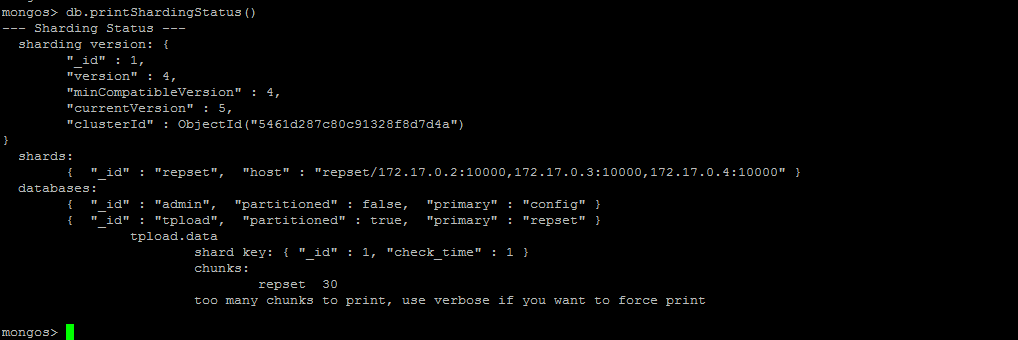 mongos> db.printShardingStatus()
--- Sharding Status ---
  sharding version: {
        "_id" : 1,
        "version" : 4,
        "minCompatibleVersion" : 4,
        "currentVersion" : 5,
        "clusterId" : ObjectId("5461d287c80c91328f8d7d4a")
}
  shards:
        {  "_id" : "repset",  "host" : "repset/172.17.0.2:10000,172.17.0.3:10000,172.17.0.4:10000" }
  databases:
        {  "_id" : "admin",  "partitioned" : false,  "primary" : "config" }
        {  "_id" : "tpload",  "partitioned" : true,  "primary" : "repset" }
                tpload.data
                        shard key: { "_id" : 1, "check_time" : 1 }
                        chunks:
                                repset  30
                        too many chunks to print, use verbose if you want to force print
mongos>